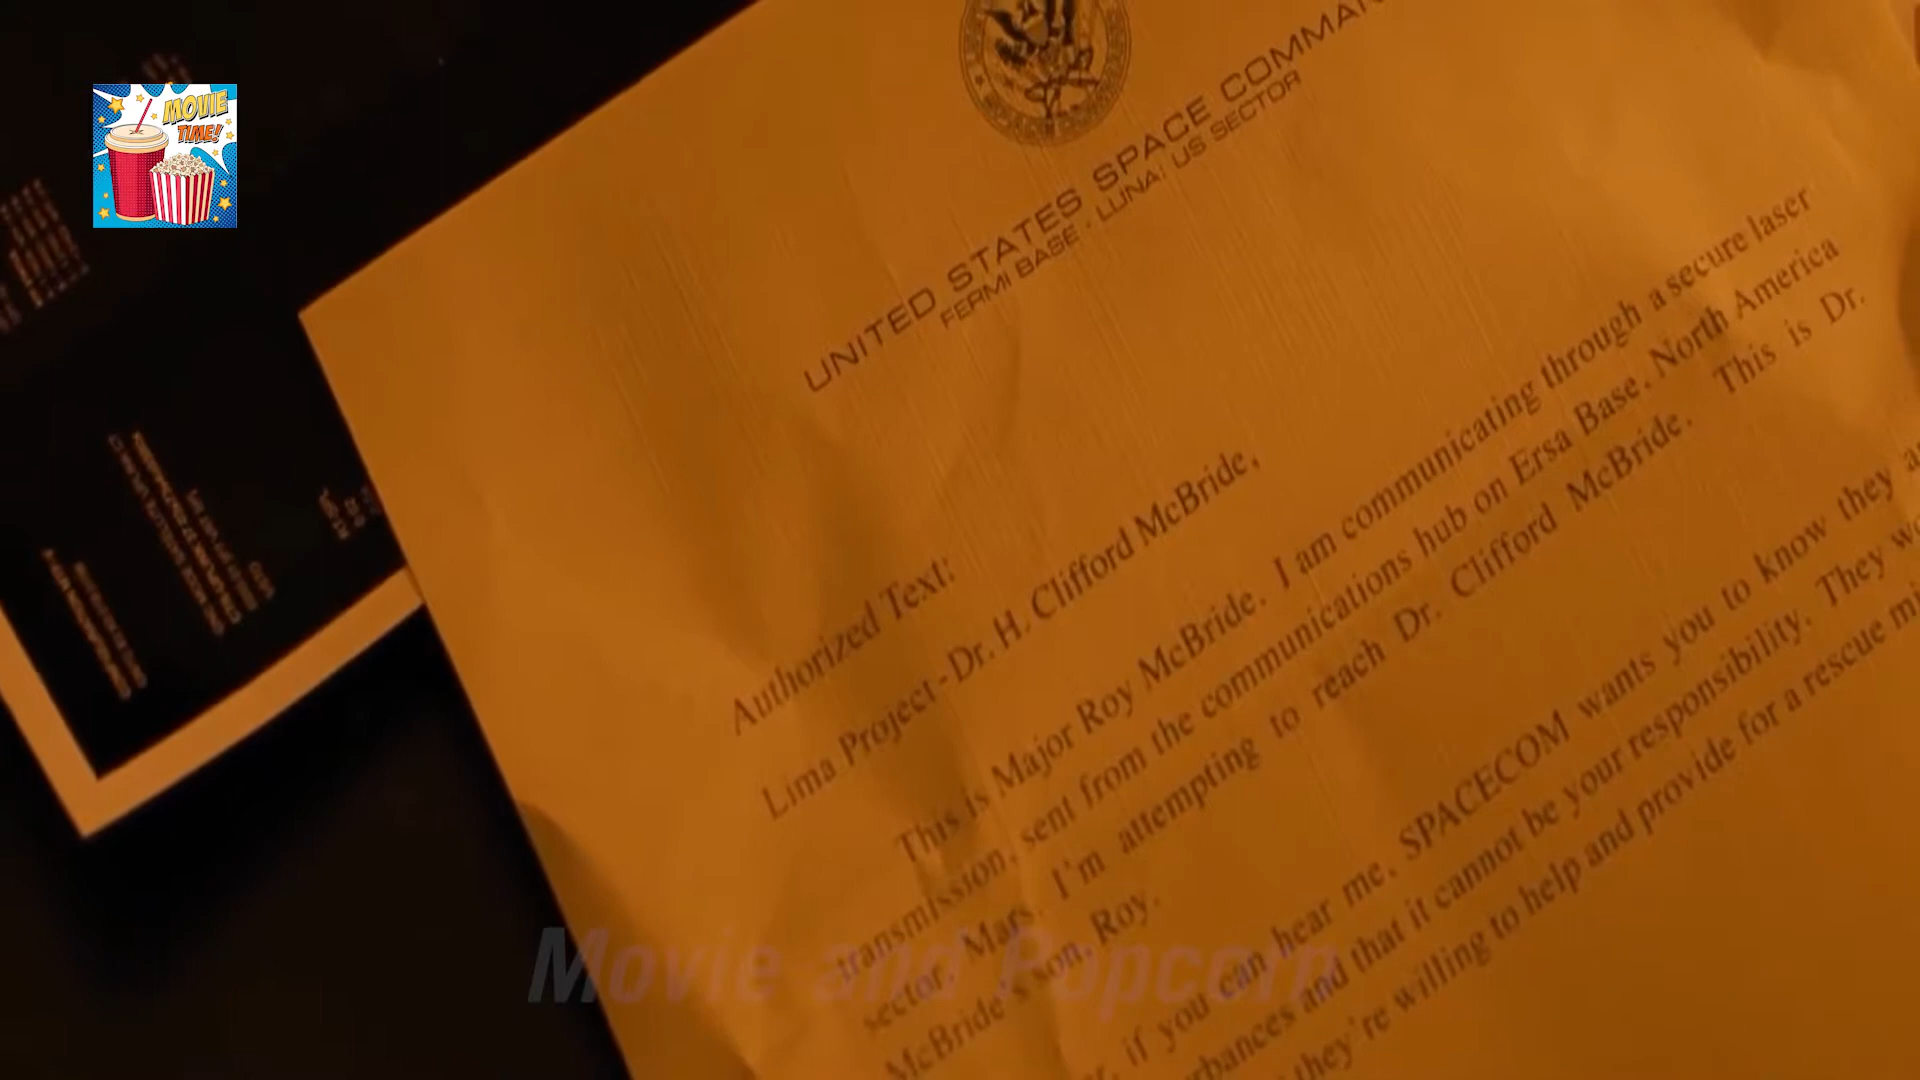 MOVIE
TIME!
UNITED STATES SPACE COMMAN
FERMI BASE - LUNA: US SECTOR
Authorized Text:
Lima Project - Dr. H. Clifford McBride,
This is Major Roy McBride. I am communicating through a secure laser
transmission, sent from the communications hub on Ersa Base, North America
sector, Mars. I'm attempting to reach Dr. Clifford McBride. This is Dr.
McBride's son, Roy.
if you can hear me, SPACECOM wants you to know they
and that it cannot be your responsibility. They
they're willing to help and provide for a rescue
Movie and Popcorn